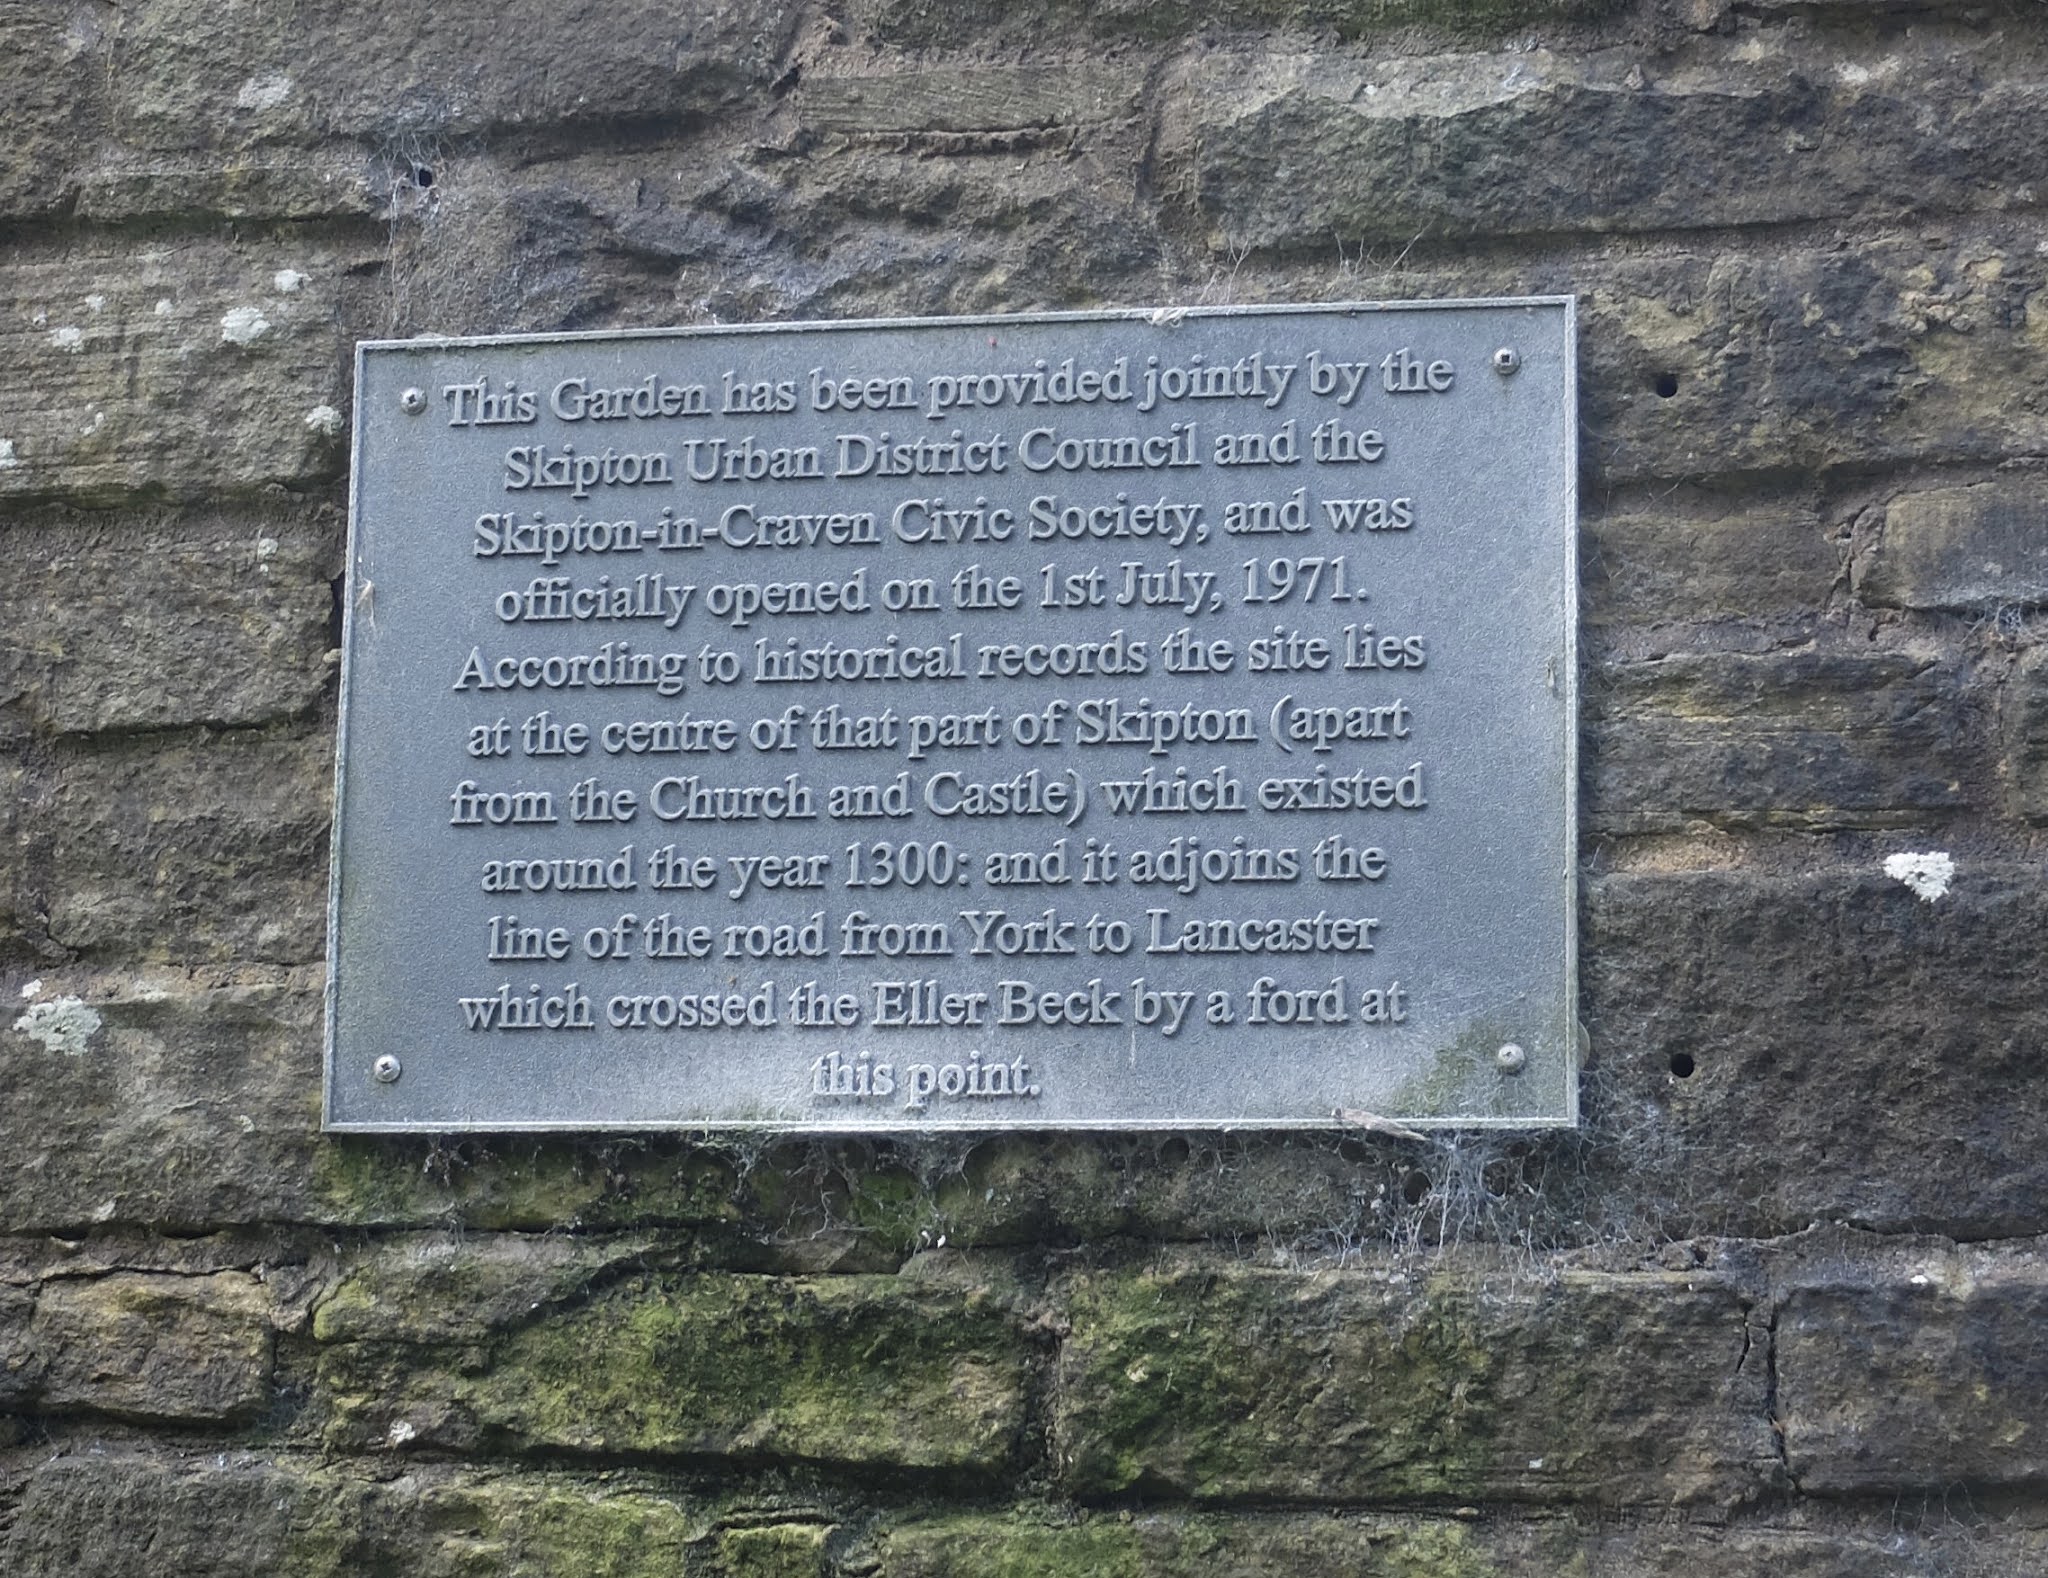 This Garden has been provided jointly by the
Skipton Urban District Council and the
Skipton-in-Craven Civic Society, and was
officially opened on the 1st July, 1971.
According to historical records the site lies
at the centre of that part of Skipton (apart
from the Church and Castle) which existed
around the year 1300: and it adjoins the
line of the road from York to Lancaster
which crossed the Eller Beck by a ford at
this point.